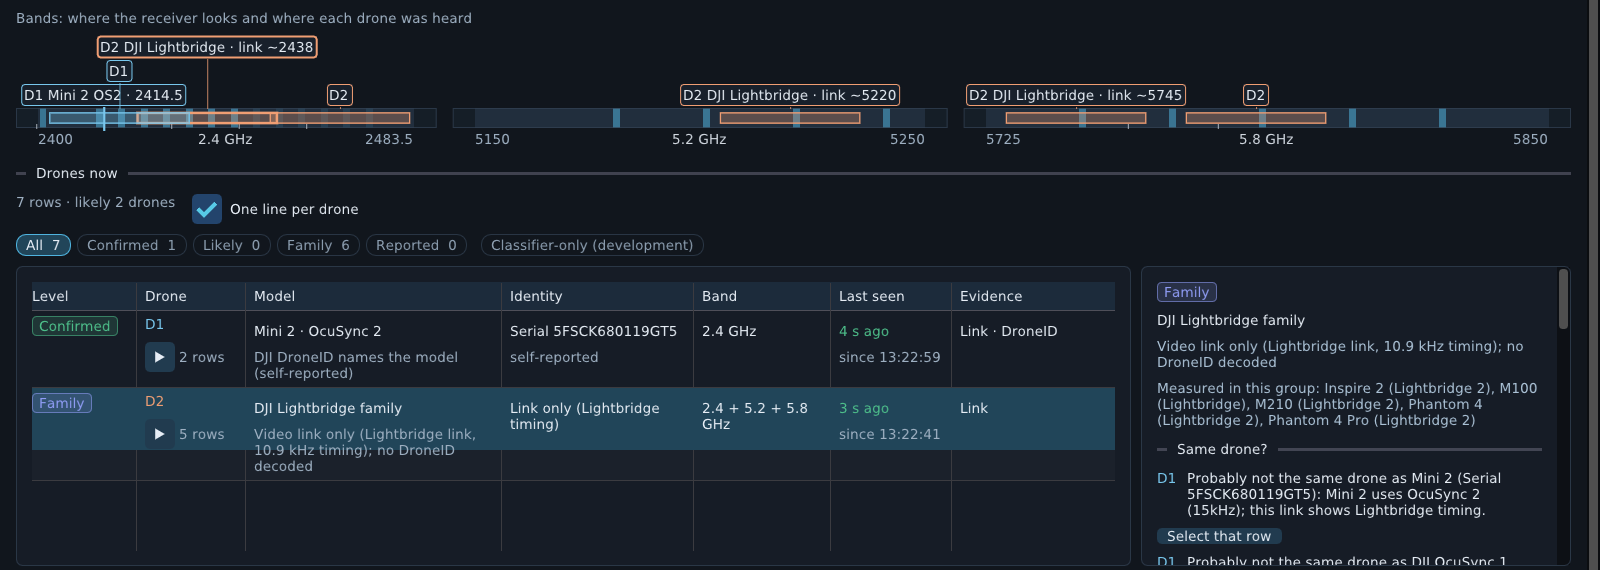 Bands: where the receiver looks and where each drone was heard
D2 DJI Lightbridge · link ~2438
D1
D1 Mini 2 OS2 · 2414.5
D2
D2 DJI Lightbridge · link ~5220
D2 DJI Lightbridge · link ~5745
D2
2400 2.4 GHz 2483.5 5150 5.2 GHz 5250 5725 5.8 GHz 5850
Drones now
7 rows · likely 2 drones
One line per drone
All 7 Confirmed 1 Likely 0 Family 6 Reported 0 Classifier-only (development)
Level Drone Model Identity Band Last seen Evidence
Confirmed D1 Mini 2 · OcuSync 2 Serial 5FSCK680119GT5 2.4 GHz 4 s ago Link · DroneID
2 rows DJI DroneID names the model self-reported since 13:22:59
(self-reported)
Family D2 DJI Lightbridge family Link only (Lightbridge 2.4 + 5.2 + 5.8 3 s ago Link
timing) GHz
5 rows Video link only (Lightbridge link, since 13:22:41
10.9 kHz timing); no DroneID
decoded
Family
DJI Lightbridge family
Video link only (Lightbridge link, 10.9 kHz timing); no
DroneID decoded
Measured in this group: Inspire 2 (Lightbridge 2), M100
(Lightbridge), M210 (Lightbridge 2), Phantom 4
(Lightbridge 2), Phantom 4 Pro (Lightbridge 2)
Same drone?
D1 Probably not the same drone as Mini 2 (Serial
5FSCK680119GT5): Mini 2 uses OcuSync 2
(15kHz); this link shows Lightbridge timing.
Select that row
D1 Probably not the same drone as DJI OcuSync 1